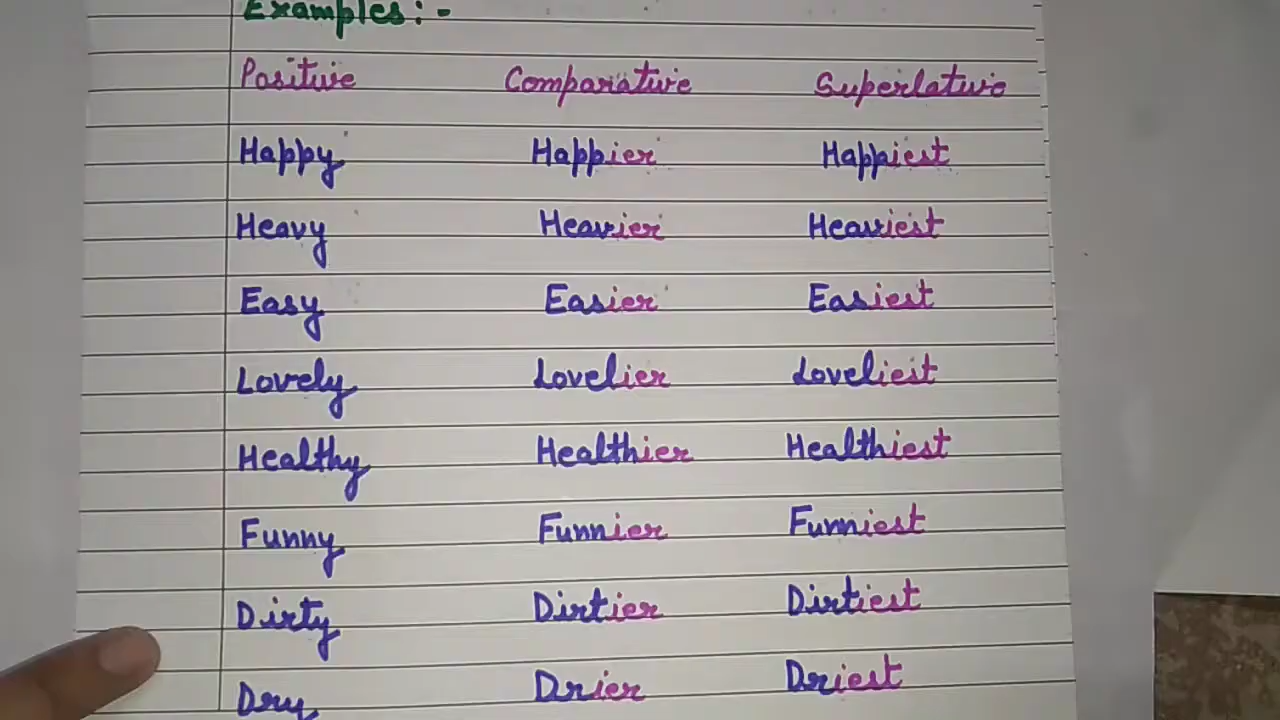 Examples:-
Positive Comparative Superlative
Happy Happier Happiest
Heavy Heavier Heaviest
Easy Easier Easiest
Lovely Lovelier Loveliest
Healthy Healthier Healthiest
Funny Funnier Funniest
Dirty Dirtier Dirtiest
Dry Drier Driest